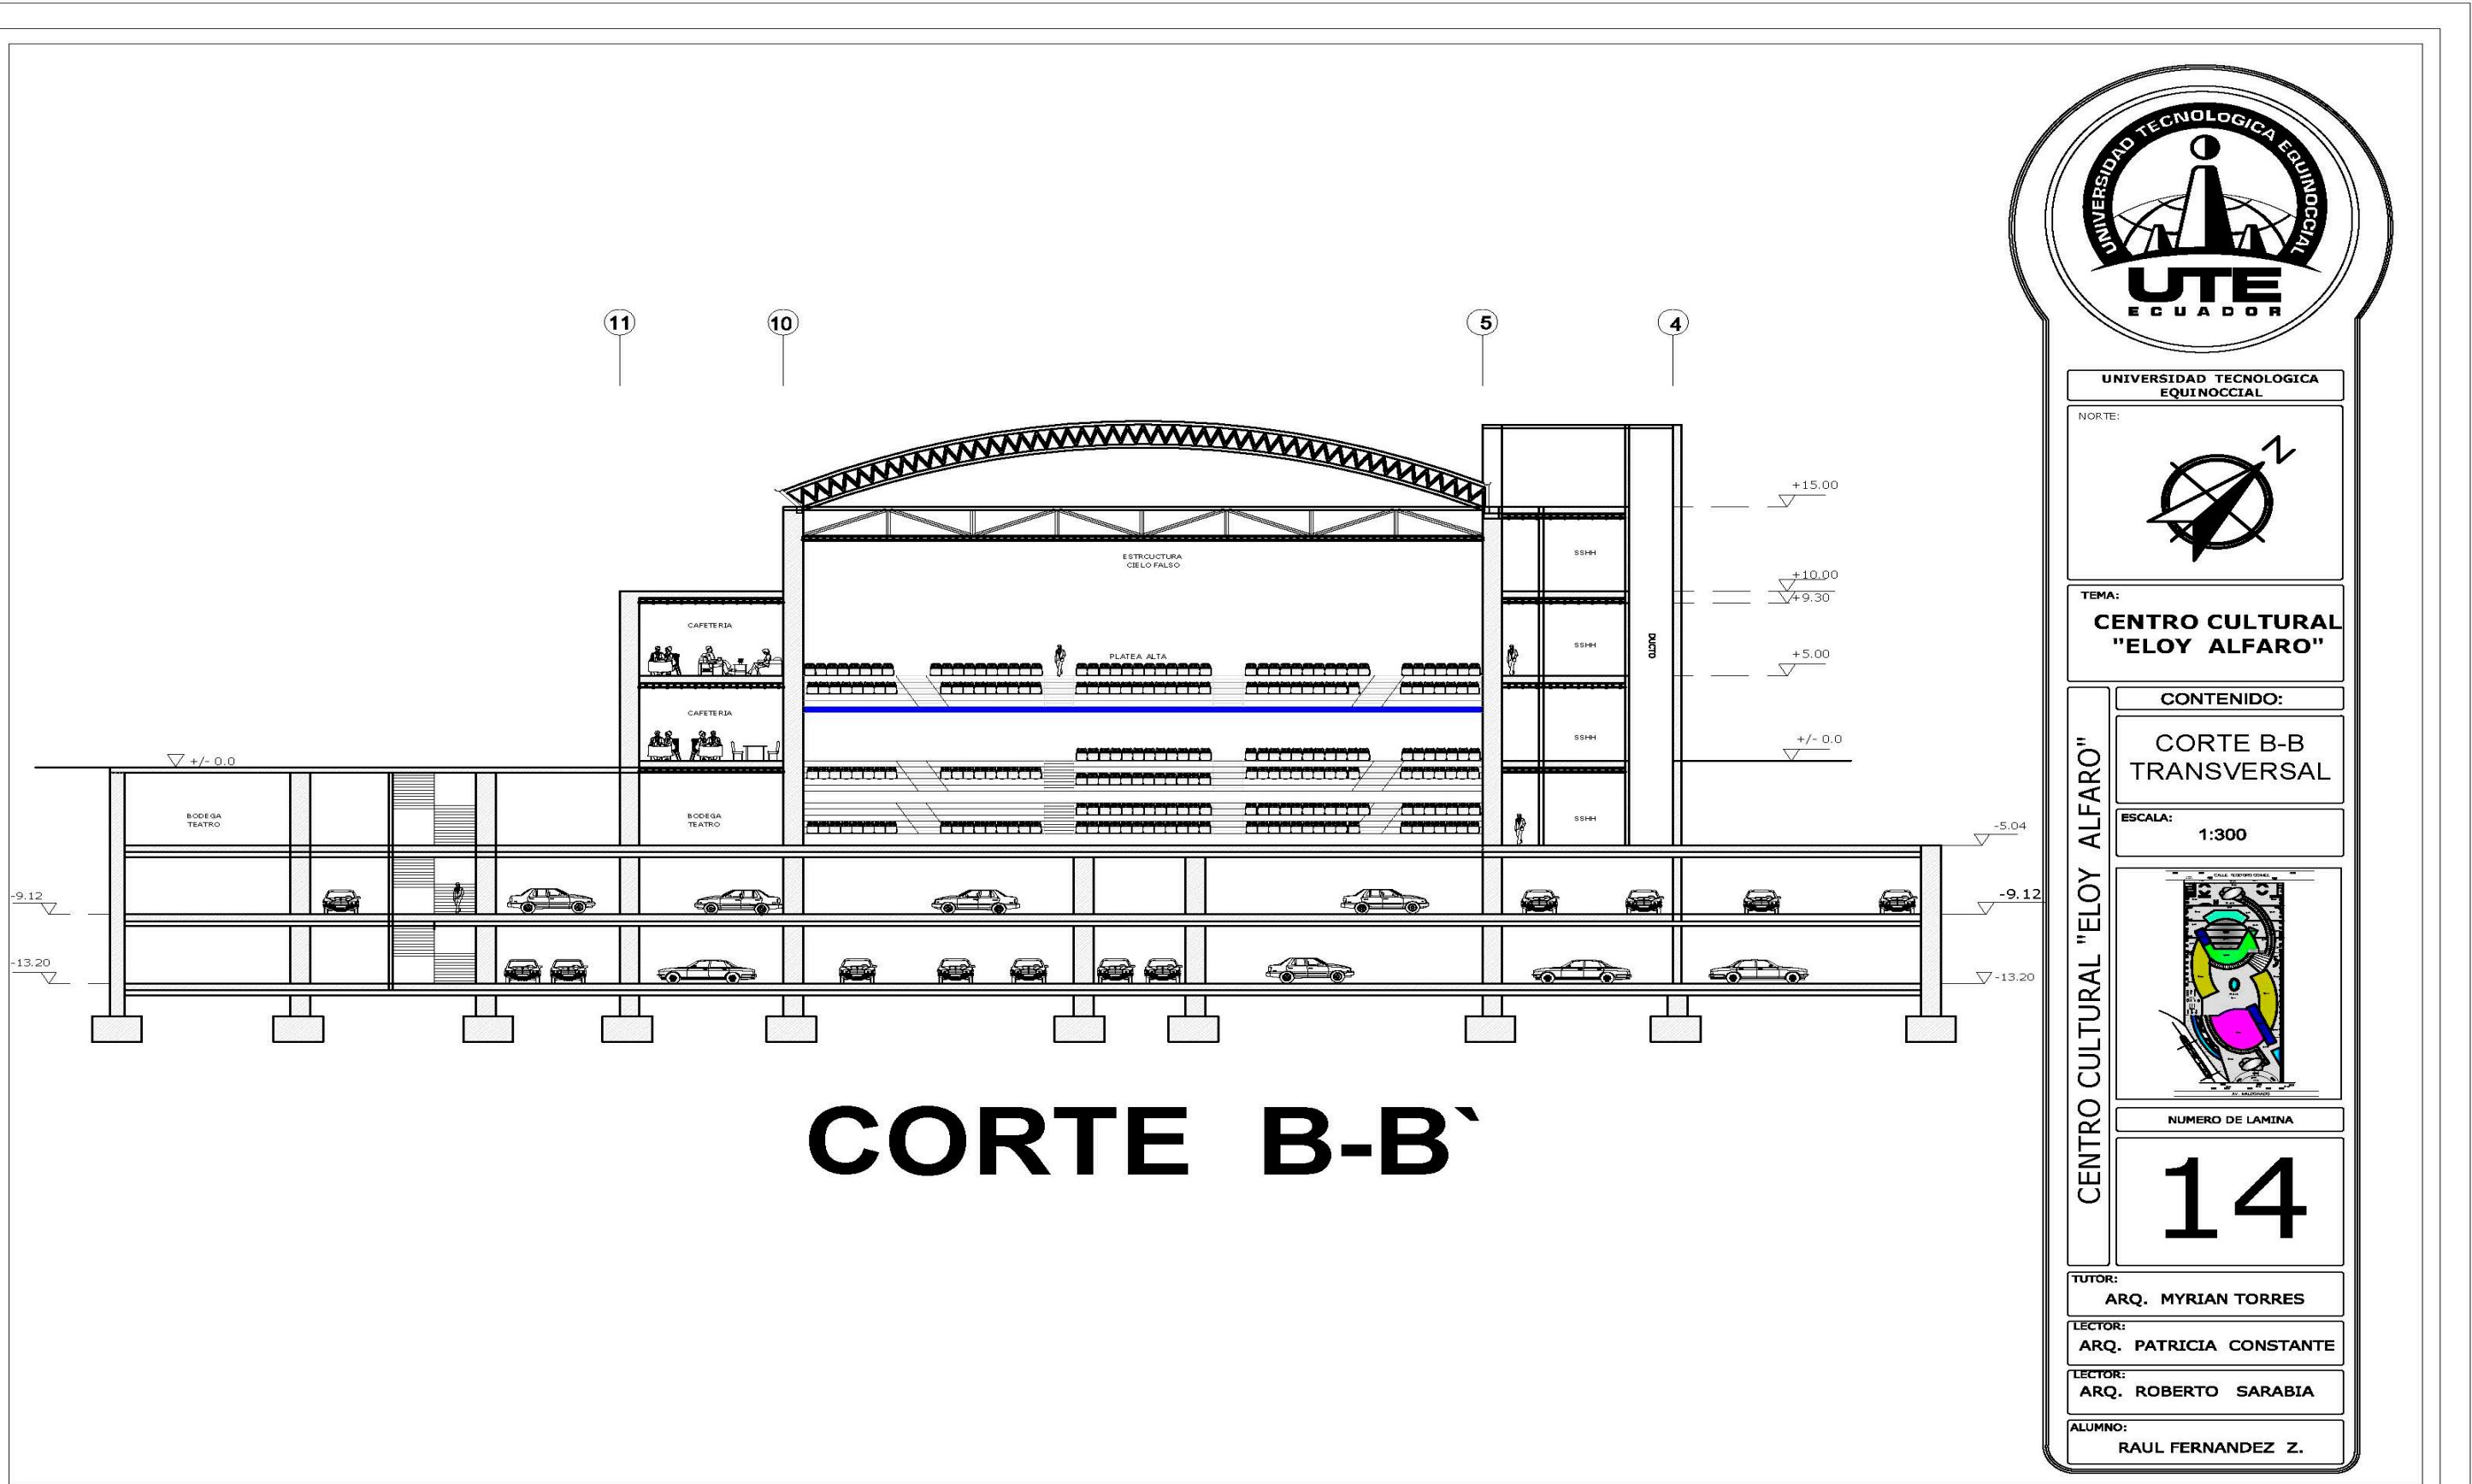 11
10
5
4
+15.00
ESTRCUCTURA
CIELO FALSO
SSHH
+10.00
+9.30
CAFETERIA
PLATEA ALTA
SSHH
DUCTO
+5.00
CAFETERIA
SSHH
+/- 0.0
+/- 0.0
BODEGA
TEATRO
BODEGA
TEATRO
SSHH
-5.04
-9.12
-9.12
-13.20
-13.20
CORTE B-B`
UNIVERSIDAD TECNOLOGICA EQUINOCCIAL
UTE
ECUADOR
UNIVERSIDAD TECNOLOGICA
EQUINOCCIAL
NORTE:
N
TEMA:
CENTRO CULTURAL
"ELOY ALFARO"
CENTRO CULTURAL "ELOY ALFARO"
CONTENIDO:
CORTE B-B
TRANSVERSAL
ESCALA:
1:300
AV. MALDONADO
NUMERO DE LAMINA
14
TUTOR:
ARQ. MYRIAN TORRES
LECTOR:
ARQ. PATRICIA CONSTANTE
LECTOR:
ARQ. ROBERTO SARABIA
ALUMNO:
RAUL FERNANDEZ Z.